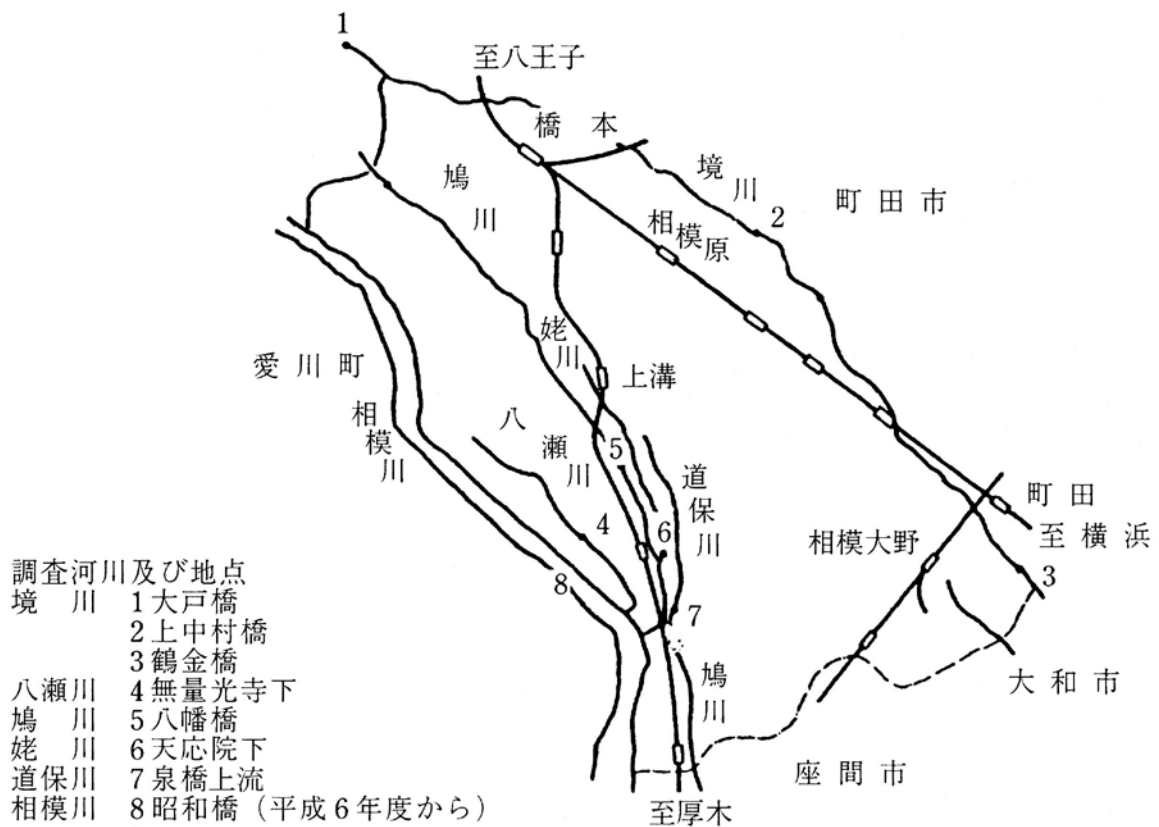 1
至八王子
橋本
鳩川
境川
2
町田市
相模原
姥川
上溝
愛川町
相模川
八瀬川
5
道保川
4
6
町田
至横浜
相模大野
3
8
7
大和市
鳩川
座間市
至厚木
調査河川及び地点
境川 1大戸橋
2上中村橋
3鶴金橋
八瀬川 4無量光寺下
鳩川 5八幡橋
姥川 6天応院下
道保川 7泉橋上流
相模川 8昭和橋(平成6年度から)